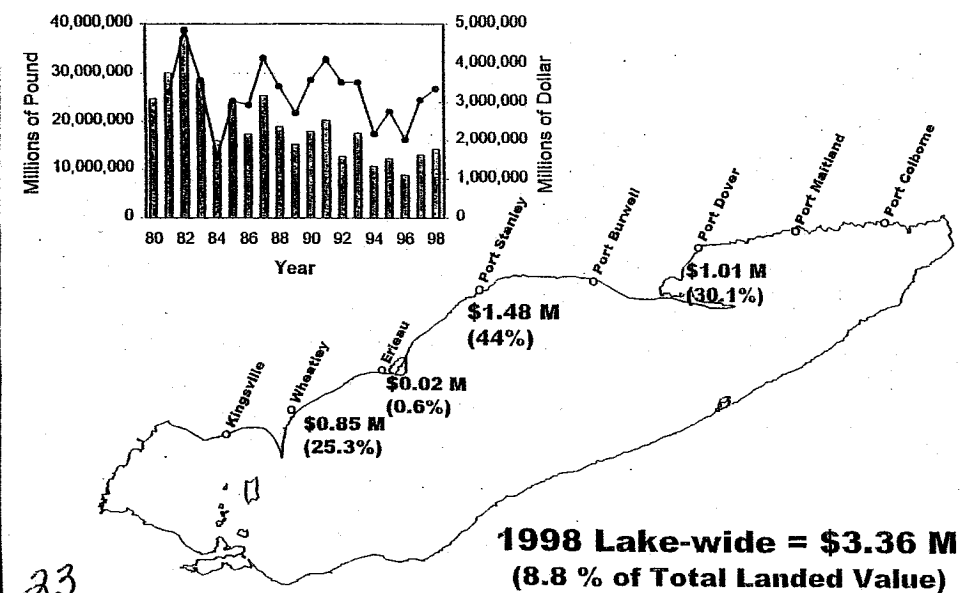 40,000,000
30,000,000
20,000,000
10,000,000
0
Millions of Pound
5,000,000
4,000,000
3,000,000
2,000,000
1,000,000
0
Millions of Dollar
80 82 84 86 88 90 92 94 96 98
Year
Port Colborne
Port Maitland
Port Dover
$1.01 M
(30.1%)
Port Burwell
Port Stanley
$1.48 M
(44%)
Erieau
$0.02 M
(0.6%)
Wheatley
$0.85 M
(25.3%)
Kingsville
1998 Lake-wide = $3.36 M
(8.8 % of Total Landed Value)
23